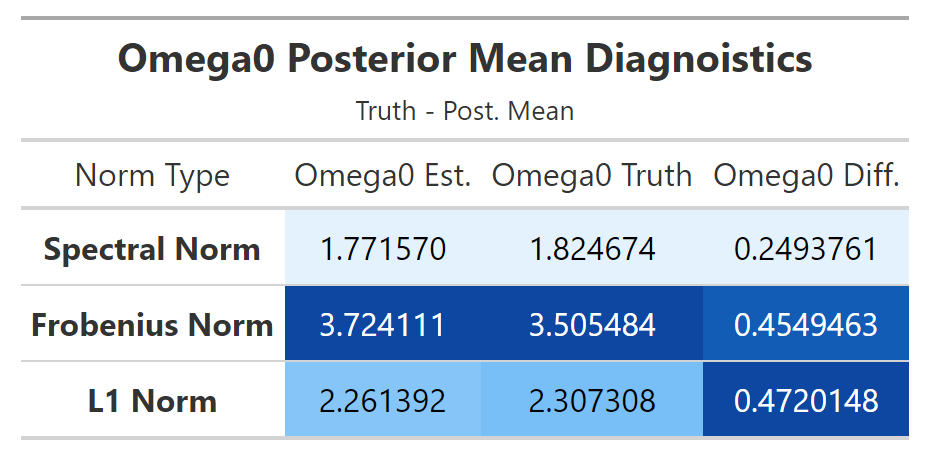 Omega0 Posterior Mean Diagnoistics
Truth - Post. Mean
Norm Type Omega0 Est. Omega0 Truth Omega0 Diff.
Spectral Norm 1.771570 1.824674 0.2493761
Frobenius Norm 3.724111 3.505484 0.4549463
L1 Norm 2.261392 2.307308 0.4720148